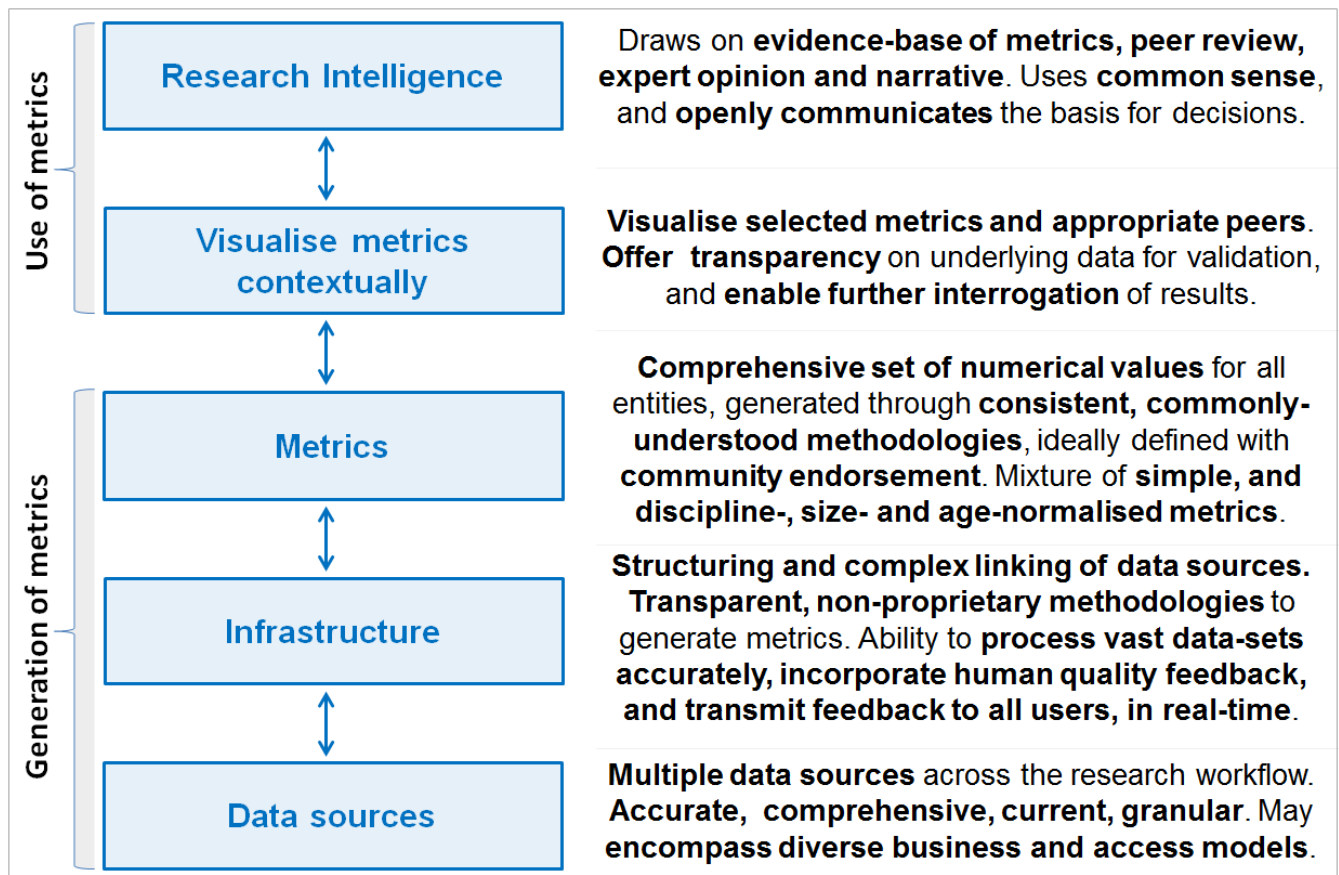 Use of metrics
Research Intelligence
Draws on evidence-base of metrics, peer review,
expert opinion and narrative. Uses common sense,
and openly communicates the basis for decisions.
Visualise metrics
contextually
Visualise selected metrics and appropriate peers.
Offer transparency on underlying data for validation,
and enable further interrogation of results.
Generation of metrics
Metrics
Comprehensive set of numerical values for all
entities, generated through consistent, commonly-
understood methodologies, ideally defined with
community endorsement. Mixture of simple, and
discipline-, size- and age-normalised metrics.
Infrastructure
Structuring and complex linking of data sources.
Transparent, non-proprietary methodologies to
generate metrics. Ability to process vast data-sets
accurately, incorporate human quality feedback,
and transmit feedback to all users, in real-time.
Data sources
Multiple data sources across the research workflow.
Accurate, comprehensive, current, granular. May
encompass diverse business and access models.